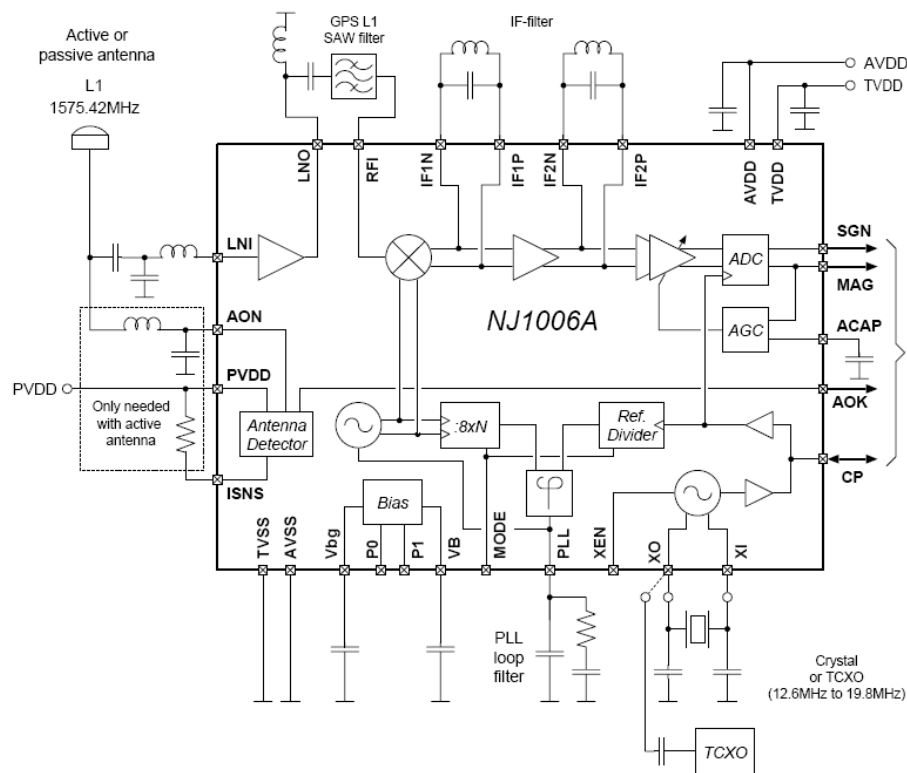 Active or
passive antenna
L1
1575.42MHz
GPS L1
SAW filter
IF-filter
AVDD
TVDD
LNO
RFI
IF1N
IF1P
IF2N
IF2P
AVDD
TVDD
LNI
ADC
SGN
MAG
NJ1006A
AON
AGC
ACAP
PVDD
PVDD
Only needed
with active
antenna
Antenna
Detector
:8xN
Ref.
Divider
AOK
CP
ISNS
Bias
φ
TVSS
AVSS
Vbg
P0
P1
VB
MODE
PLL
XEN
XO
XI
PLL
loop
filter
Crystal
or TCXO
(12.6MHz to 19.8MHz)
TCXO